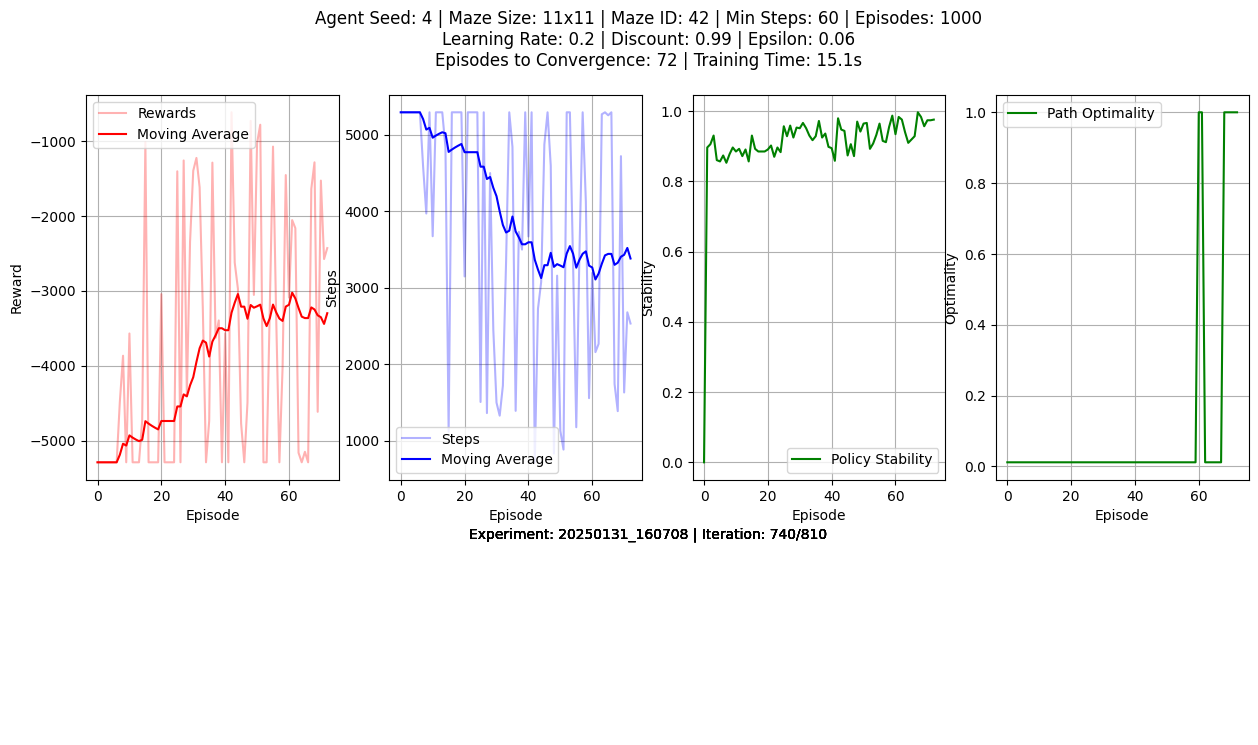 Agent Seed: 4 | Maze Size: 11x11 | Maze ID: 42 | Min Steps: 60 | Episodes: 1000
Learning Rate: 0.2 | Discount: 0.99 | Epsilon: 0.06
Episodes to Convergence: 72 | Training Time: 15.1s
Reward
−1000
−2000
−3000
−4000
−5000
0
20
40
60
Episode
Rewards
Moving Average
Steps
5000
4000
3000
2000
1000
0
20
40
60
Episode
Steps
Moving Average
Stability
1.0
0.8
0.6
0.4
0.2
0.0
0
20
40
60
Episode
Policy Stability
Optimality
1.0
0.8
0.6
0.4
0.2
0.0
0
20
40
60
Episode
Path Optimality
Experiment: 20250131_160708 | Iteration: 740/810